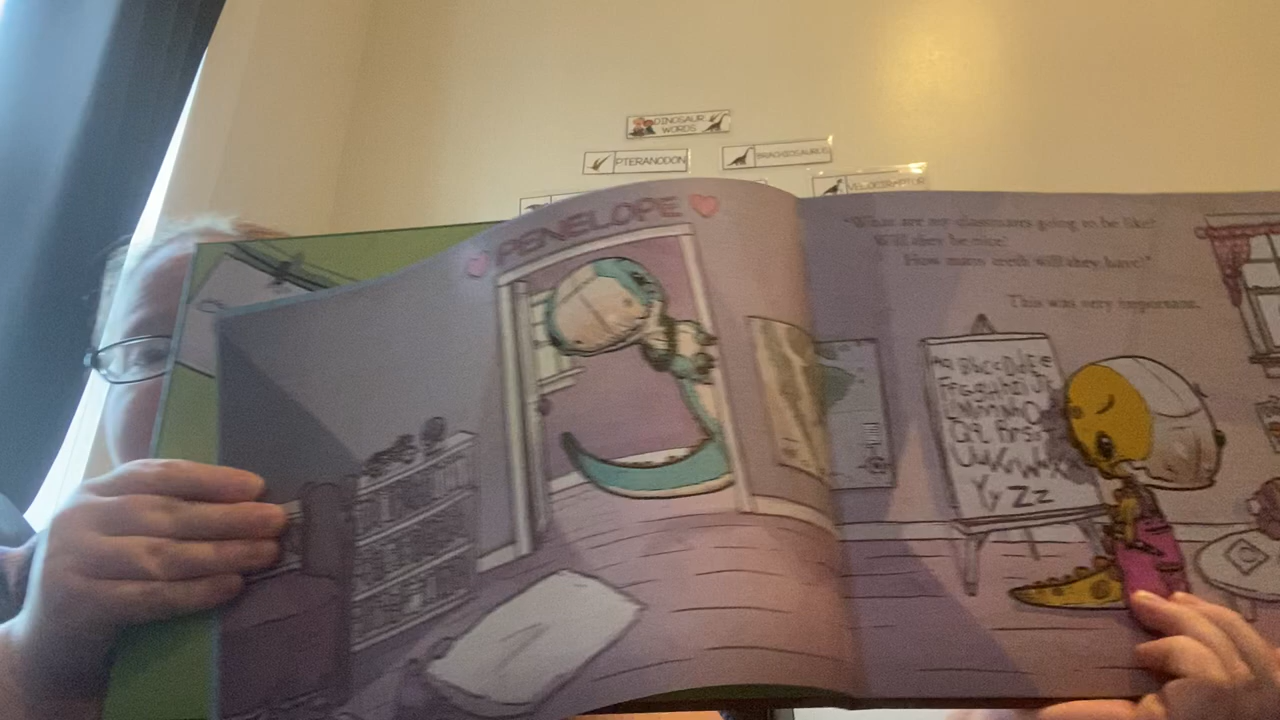 DINOSAUR
WORDS
PTERANODON
BRACHIOSAURUS
VELOCIRAPTOR
PENELOPE
"What are my classmates going to be like?
Will they be nice?
How many teeth will they have?"
This was very important.
Yy Zz